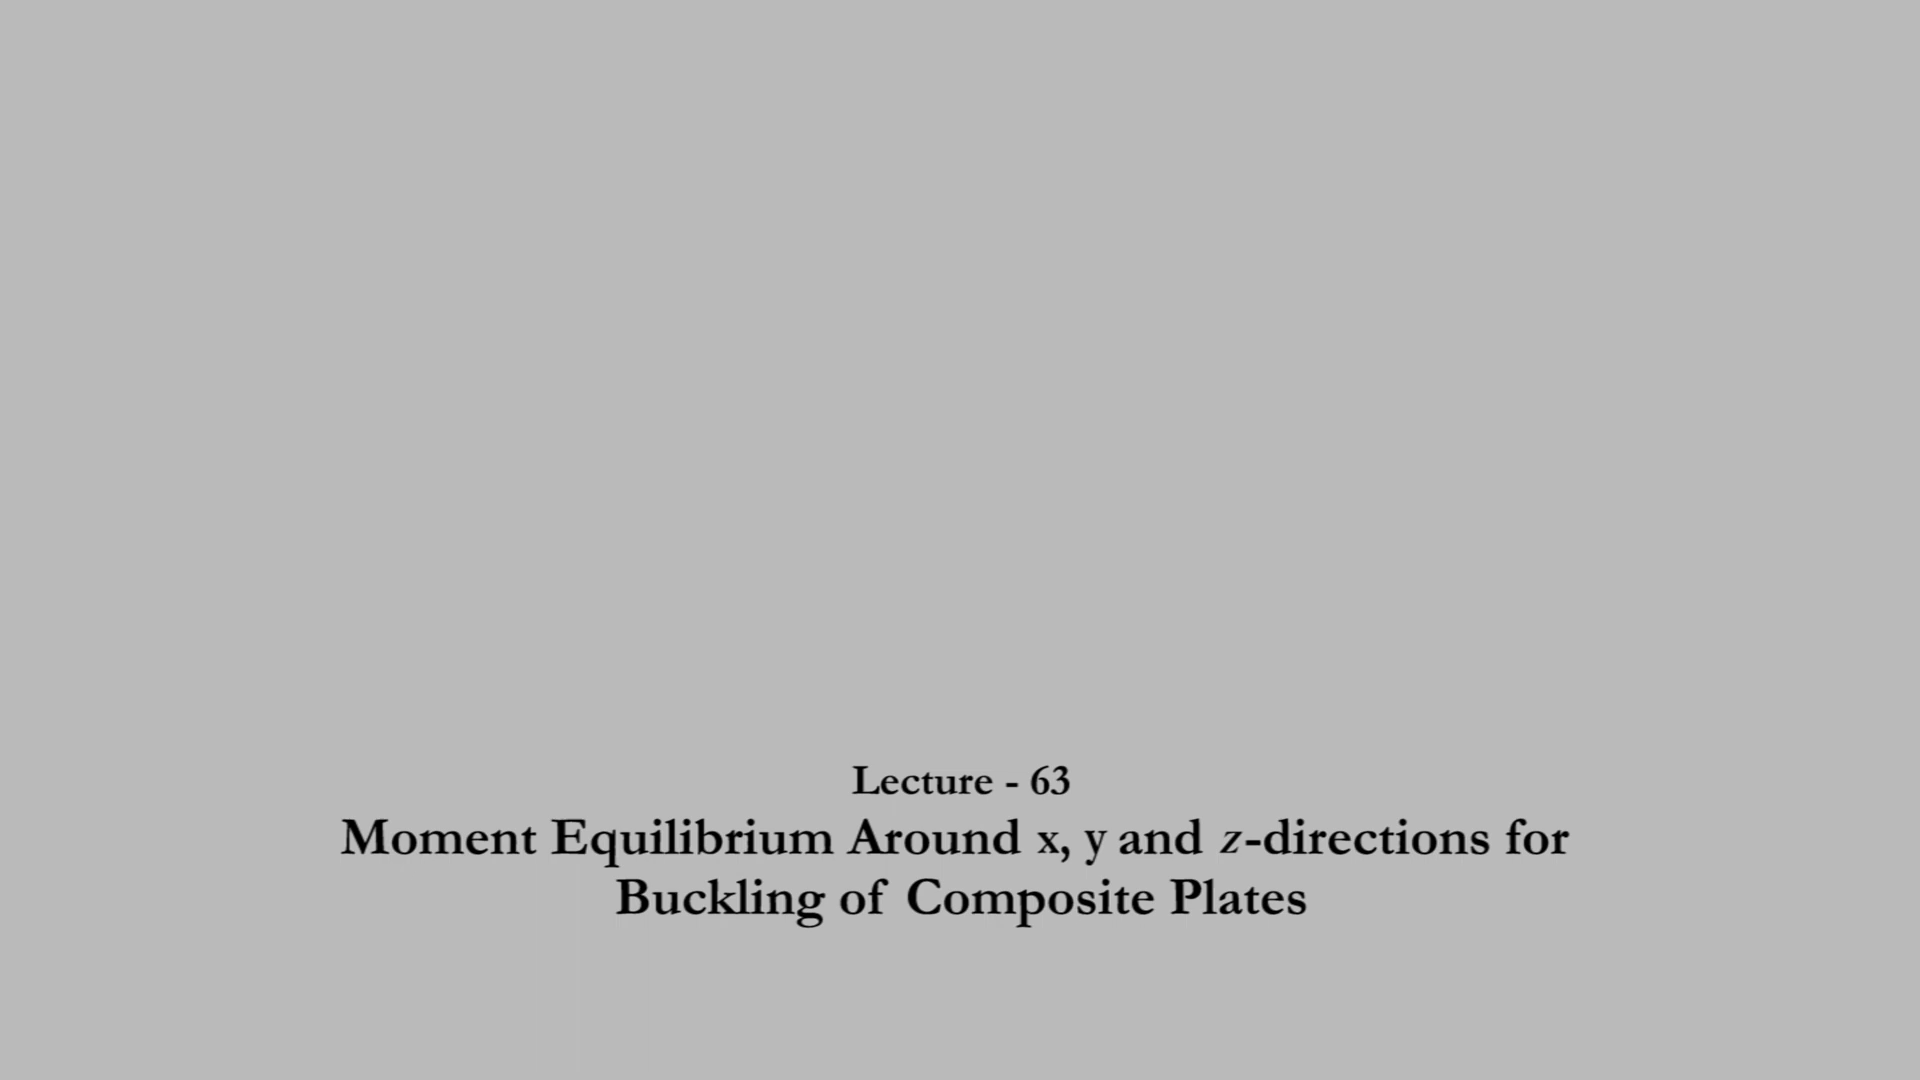 Lecture - 63
Moment Equilibrium Around x, y and z-directions for
Buckling of Composite Plates